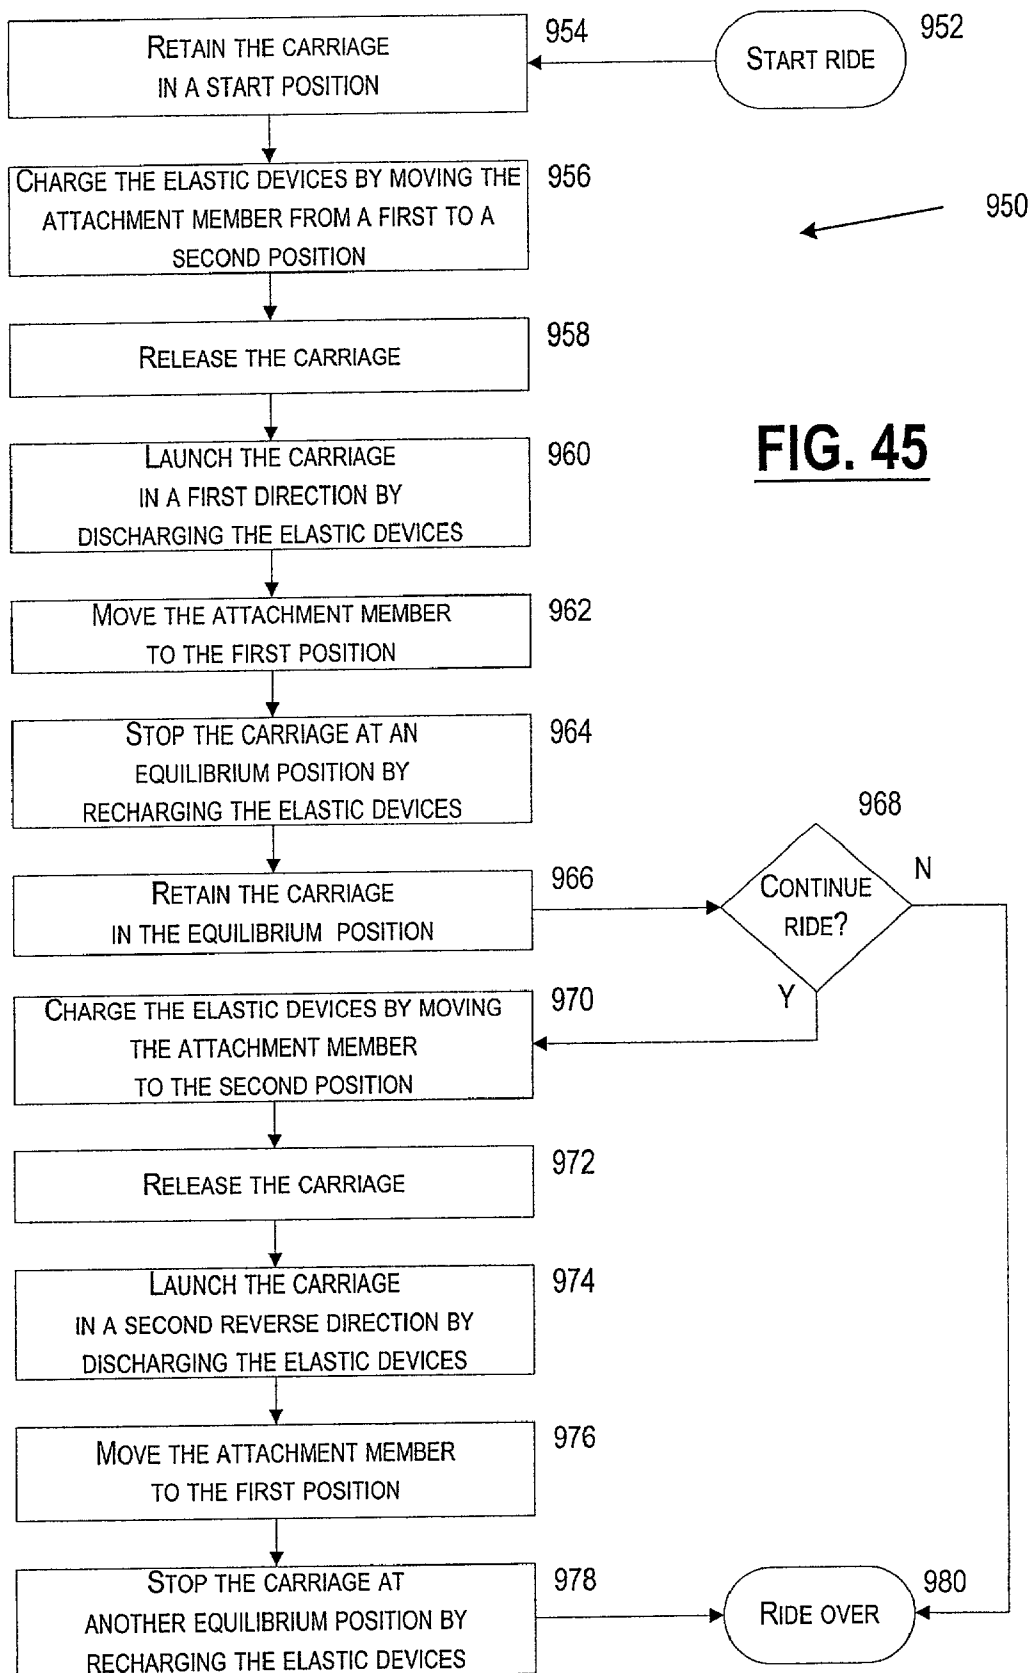 START RIDE
952
RETAIN THE CARRIAGE
IN A START POSITION
954
CHARGE THE ELASTIC DEVICES BY MOVING THE
ATTACHMENT MEMBER FROM A FIRST TO A
SECOND POSITION
956
950
RELEASE THE CARRIAGE
958
FIG. 45
LAUNCH THE CARRIAGE
IN A FIRST DIRECTION BY
DISCHARGING THE ELASTIC DEVICES
960
MOVE THE ATTACHMENT MEMBER
TO THE FIRST POSITION
962
STOP THE CARRIAGE AT AN
EQUILIBRIUM POSITION BY
RECHARGING THE ELASTIC DEVICES
964
RETAIN THE CARRIAGE
IN THE EQUILIBRIUM POSITION
966
968
CONTINUE
RIDE?
N
Y
CHARGE THE ELASTIC DEVICES BY MOVING
THE ATTACHMENT MEMBER
TO THE SECOND POSITION
970
RELEASE THE CARRIAGE
972
LAUNCH THE CARRIAGE
IN A SECOND REVERSE DIRECTION BY
DISCHARGING THE ELASTIC DEVICES
974
MOVE THE ATTACHMENT MEMBER
TO THE FIRST POSITION
976
STOP THE CARRIAGE AT
ANOTHER EQUILIBRIUM POSITION BY
RECHARGING THE ELASTIC DEVICES
978
RIDE OVER
980